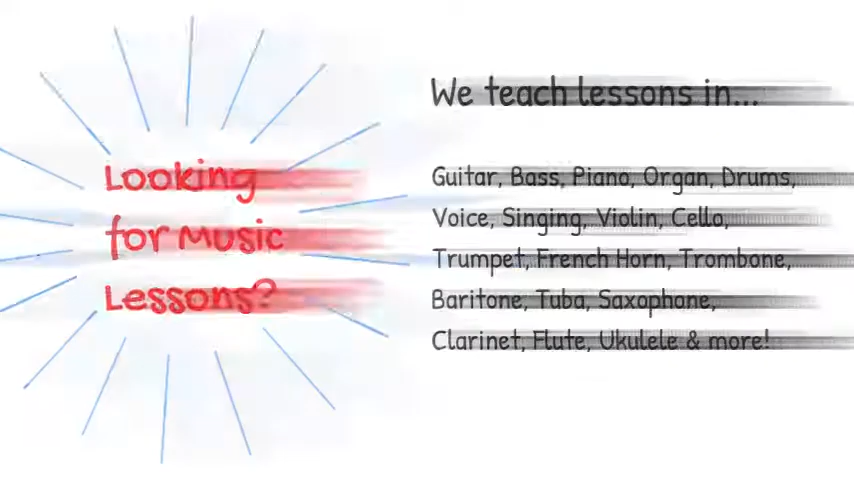 Looking
for Music
Lessons?
We teach lessons in...
Guitar, Bass, Piano, Organ, Drums,
Voice, Singing, Violin, Cello,
Trumpet, French Horn, Trombone,
Baritone, Tuba, Saxophone,
Clarinet, Flute, Ukulele & more!